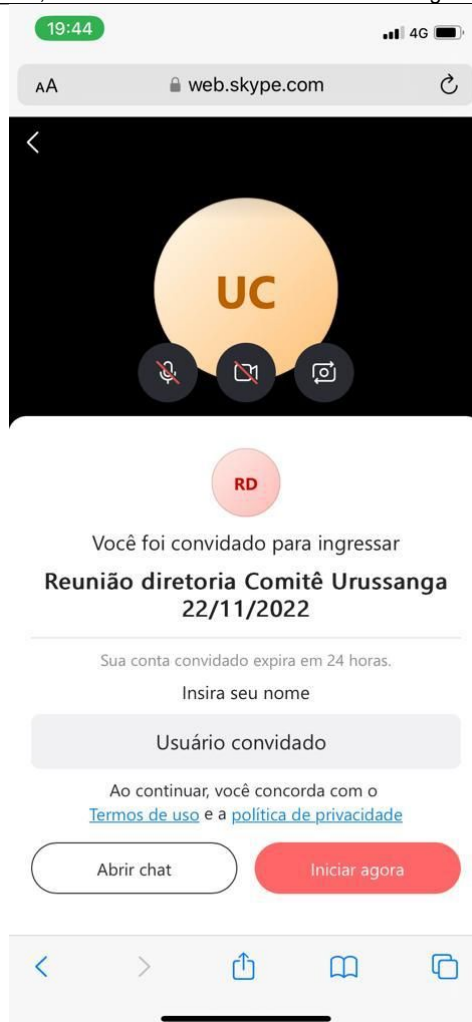 19:44
4G
AA
web.skype.com
UC
RD
Você foi convidado para ingressar
Reunião diretoria Comitê Urussanga
22/11/2022
Sua conta convidado expira em 24 horas.
Insira seu nome
Usuário convidado
Ao continuar, você concorda com o
Termos de uso e a política de privacidade
Abrir chat
Iniciar agora